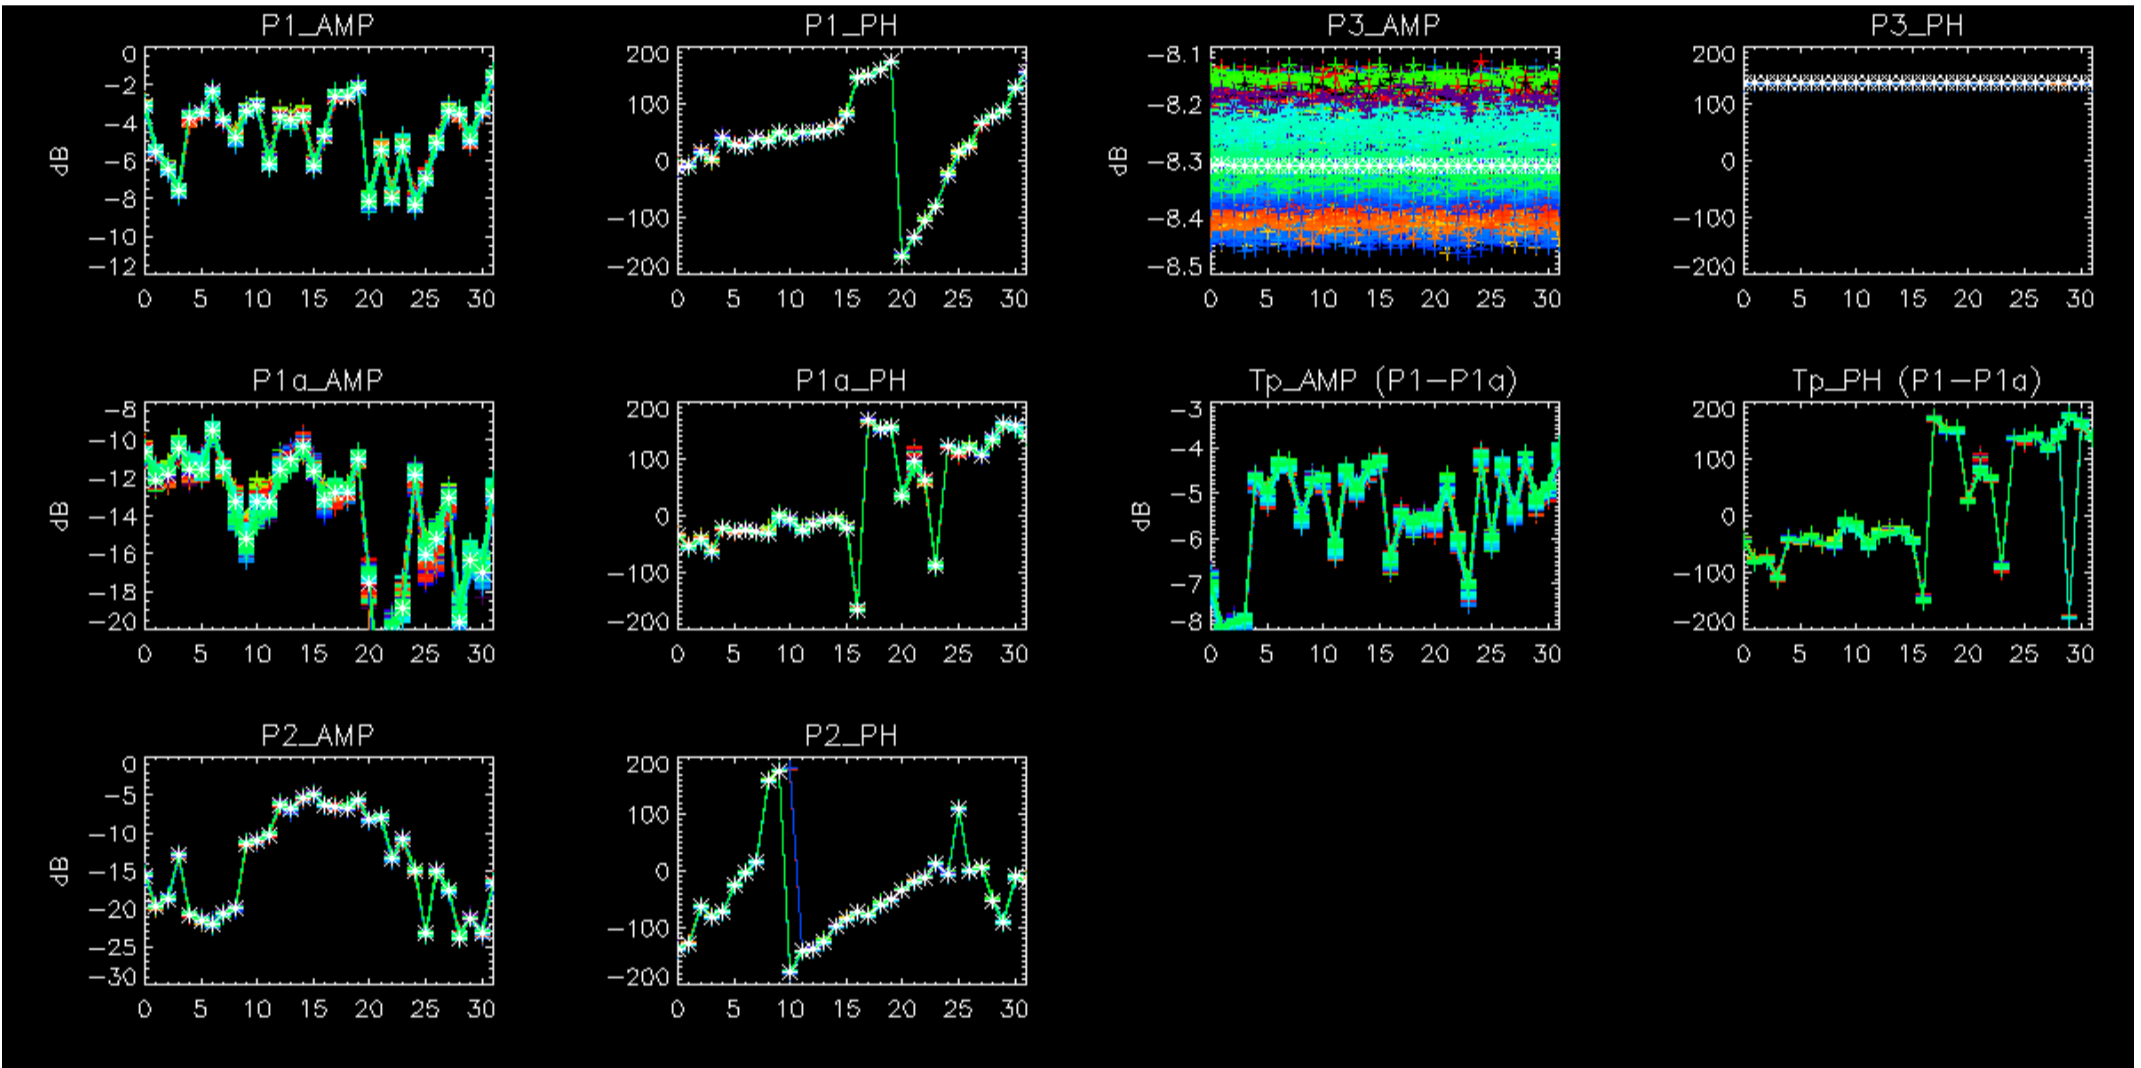 P1_AMP P1_PH P3_AMP P3_PH
0 200 -8.1 200
-2 100 -8.2 100
-4 0 -8.3 0
-6 -100 -8.4 -100
-8 -200 -8.5 -200
-10
-12
dB dB
0 5 10 15 20 25 30 0 5 10 15 20 25 30 0 5 10 15 20 25 30 0 5 10 15 20 25 30
P1a_AMP P1a_PH Tp_AMP (P1-P1a) Tp_PH (P1-P1a)
-8 200 -3 200
-10 100 -4 100
-12 0 -5 0
-14 -100 -6 -100
-16 -200 -7 -200
-18 -8
-20
dB dB
0 5 10 15 20 25 30 0 5 10 15 20 25 30 0 5 10 15 20 25 30 0 5 10 15 20 25 30
P2_AMP P2_PH
0 200
-5 100
-10 0
-15 -100
-20 -200
-25
-30
dB
0 5 10 15 20 25 30 0 5 10 15 20 25 30